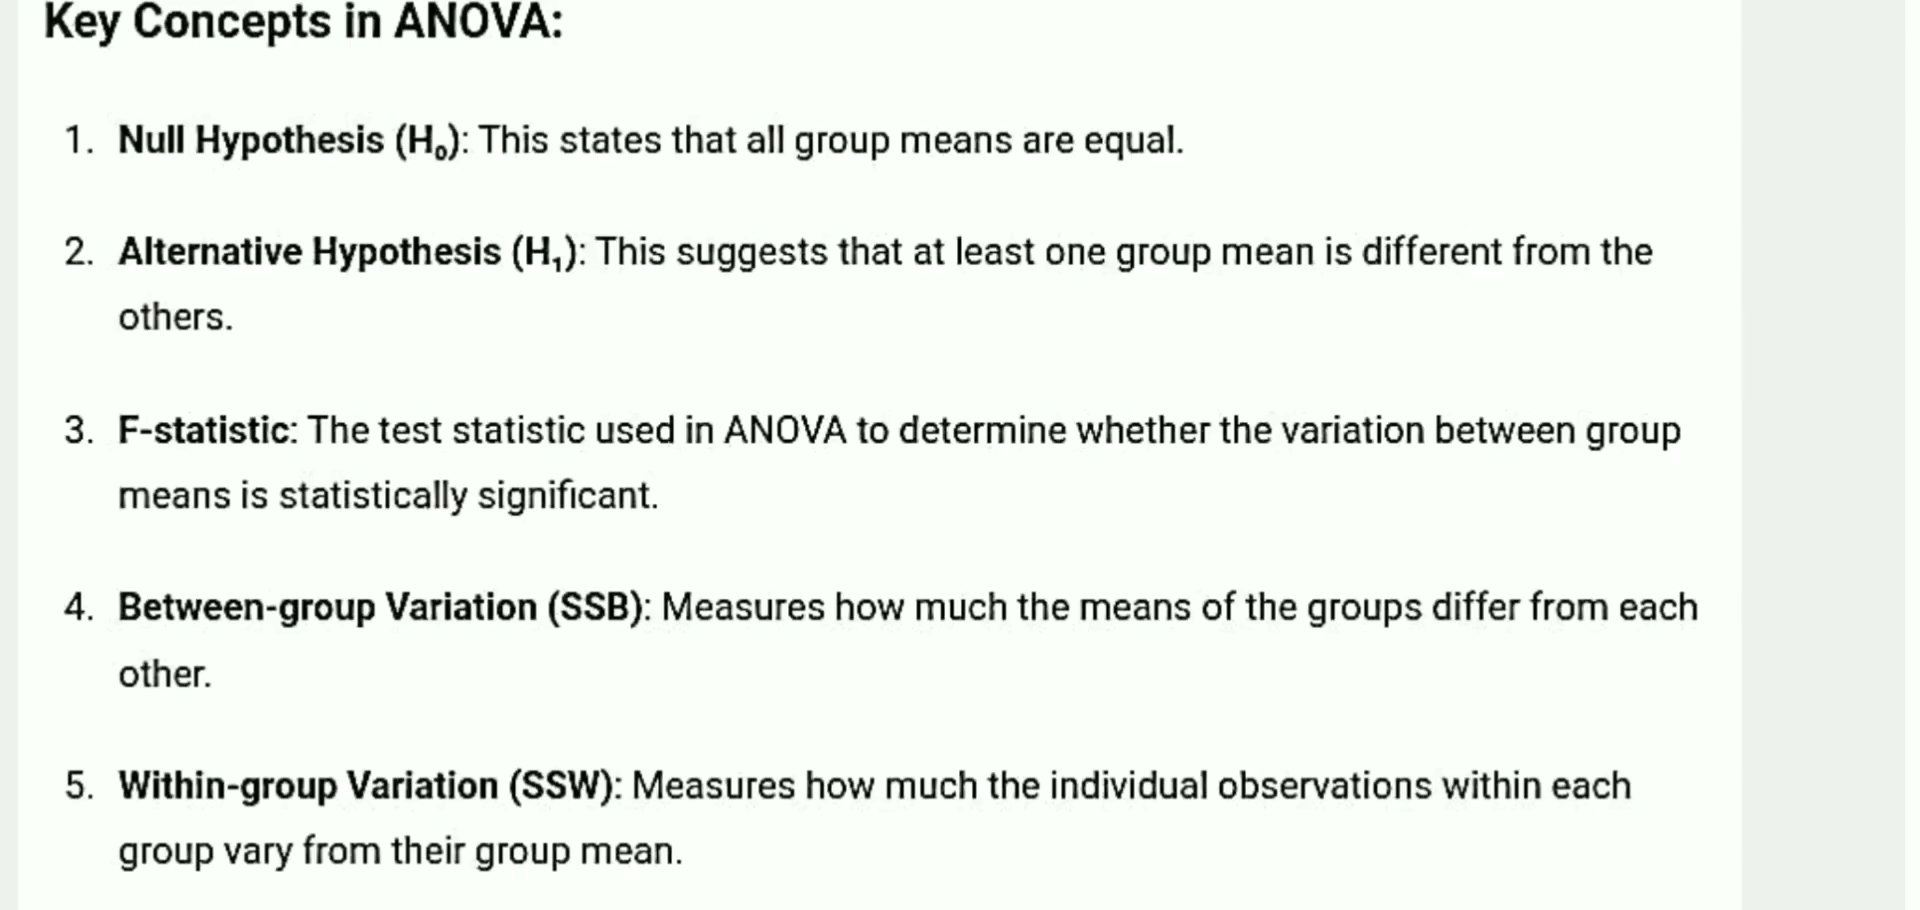 Key Concepts in ANOVA:
1. Null Hypothesis (H₀): This states that all group means are equal.
2. Alternative Hypothesis (H₁): This suggests that at least one group mean is different from the
others.
3. F-statistic: The test statistic used in ANOVA to determine whether the variation between group
means is statistically significant.
4. Between-group Variation (SSB): Measures how much the means of the groups differ from each
other.
5. Within-group Variation (SSW): Measures how much the individual observations within each
group vary from their group mean.